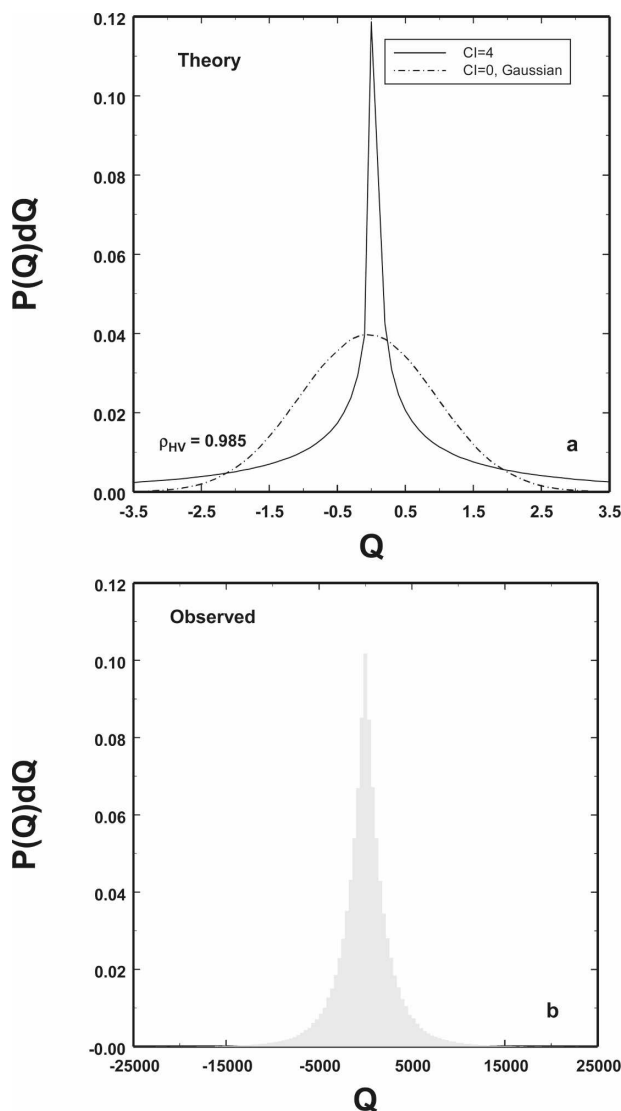 0.12
Theory
CI=4
CI=0, Gaussian
0.10
0.08
P(Q)dQ
0.06
0.04
0.02
ρHV = 0.985
a
0.00
-3.5 -2.5 -1.5 -0.5 0.5 1.5 2.5 3.5
Q
0.12
Observed
0.10
0.08
P(Q)dQ
0.06
0.04
0.02
b
-0.00
-25000 -15000 -5000 5000 15000 25000
Q